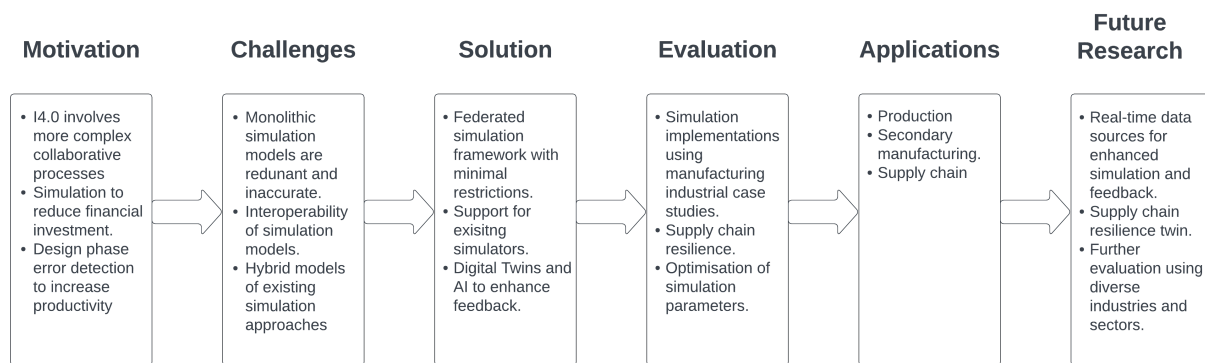 Motivation
• I4.0 involves
more complex
collaborative
processes
• Simulation to
reduce financial
investment.
• Design phase
error detection
to increase
productivity
Challenges
• Monolithic
simulation
models are
redunant and
inaccurate.
• Interoperability
of simulation
models.
• Hybrid models
of existing
simulation
approaches
Solution
• Federated
simulation
framework with
minimal
restrictions.
• Support for
exisitng
simulators.
• Digital Twins and
AI to enhance
feedback.
Evaluation
• Simulation
implementations
using
manufacturing
industrial case
studies.
• Supply chain
resilience.
• Optimisation of
simulation
parameters.
Applications
• Production
• Secondary
manufacturing.
• Supply chain
Future
Research
• Real-time data
sources for
enhanced
simulation and
feedback.
• Supply chain
resilience twin.
• Further
evaluation using
diverse
industries and
sectors.